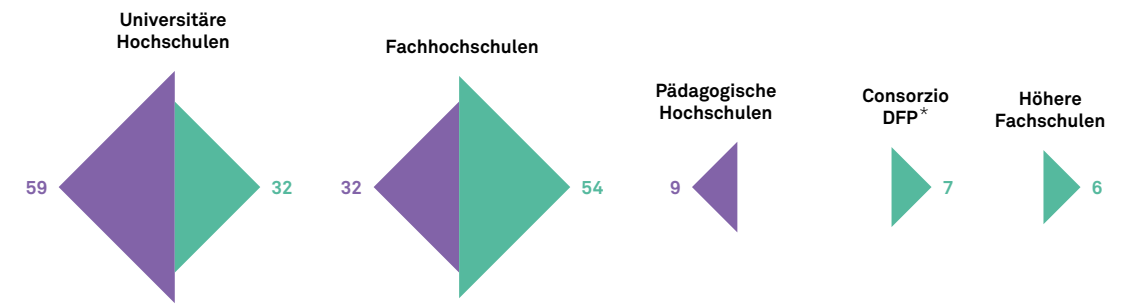 Universitäre
Hochschulen
59
32
Fachhochschulen
32
54
Pädagogische
Hochschulen
9
Consorzio
DFP*
7
Höhere
Fachschulen
6